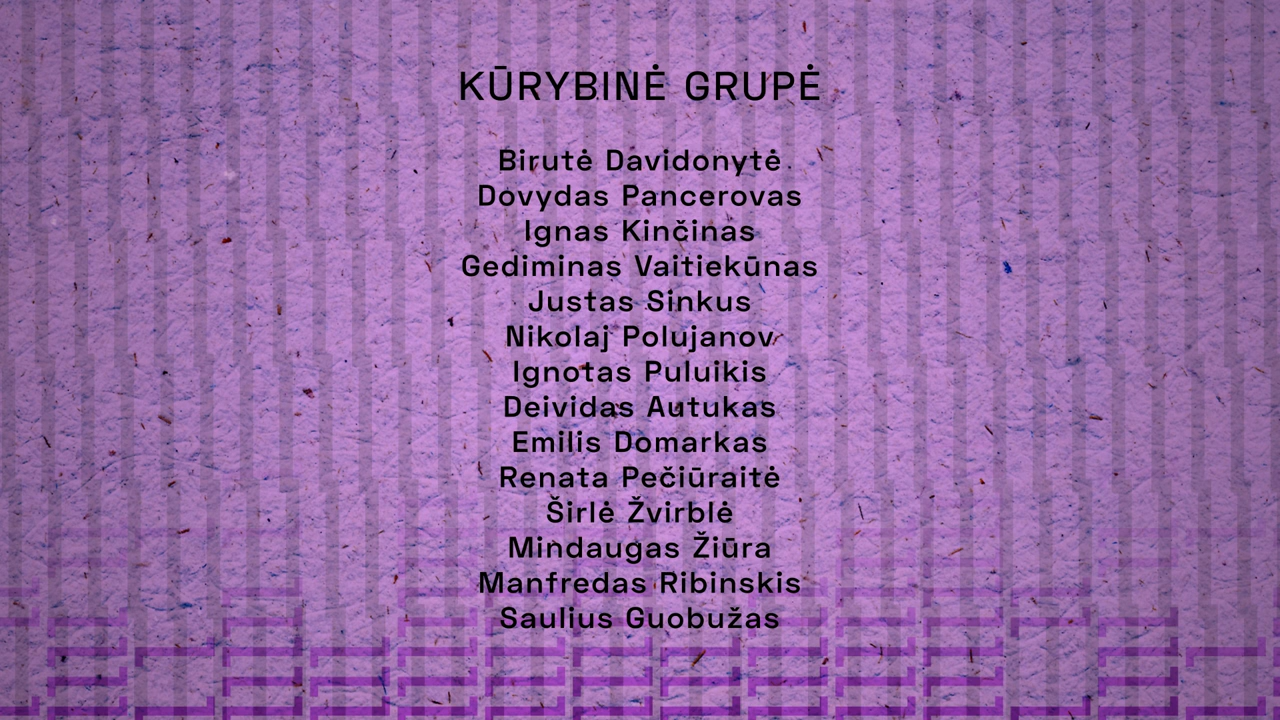 KŪRYBINĖ GRUPĖ
Birutė Davidonytė
Dovydas Pancerovas
Ignas Kinčinas
Gediminas Vaitiekūnas
Justas Sinkus
Nikolaj Polujanov
Ignotas Puluikis
Deividas Autukas
Emilis Domarkas
Renata Pečiūraitė
Širlė Žvirblė
Mindaugas Žiūra
Manfredas Ribinskis
Saulius Guobužas